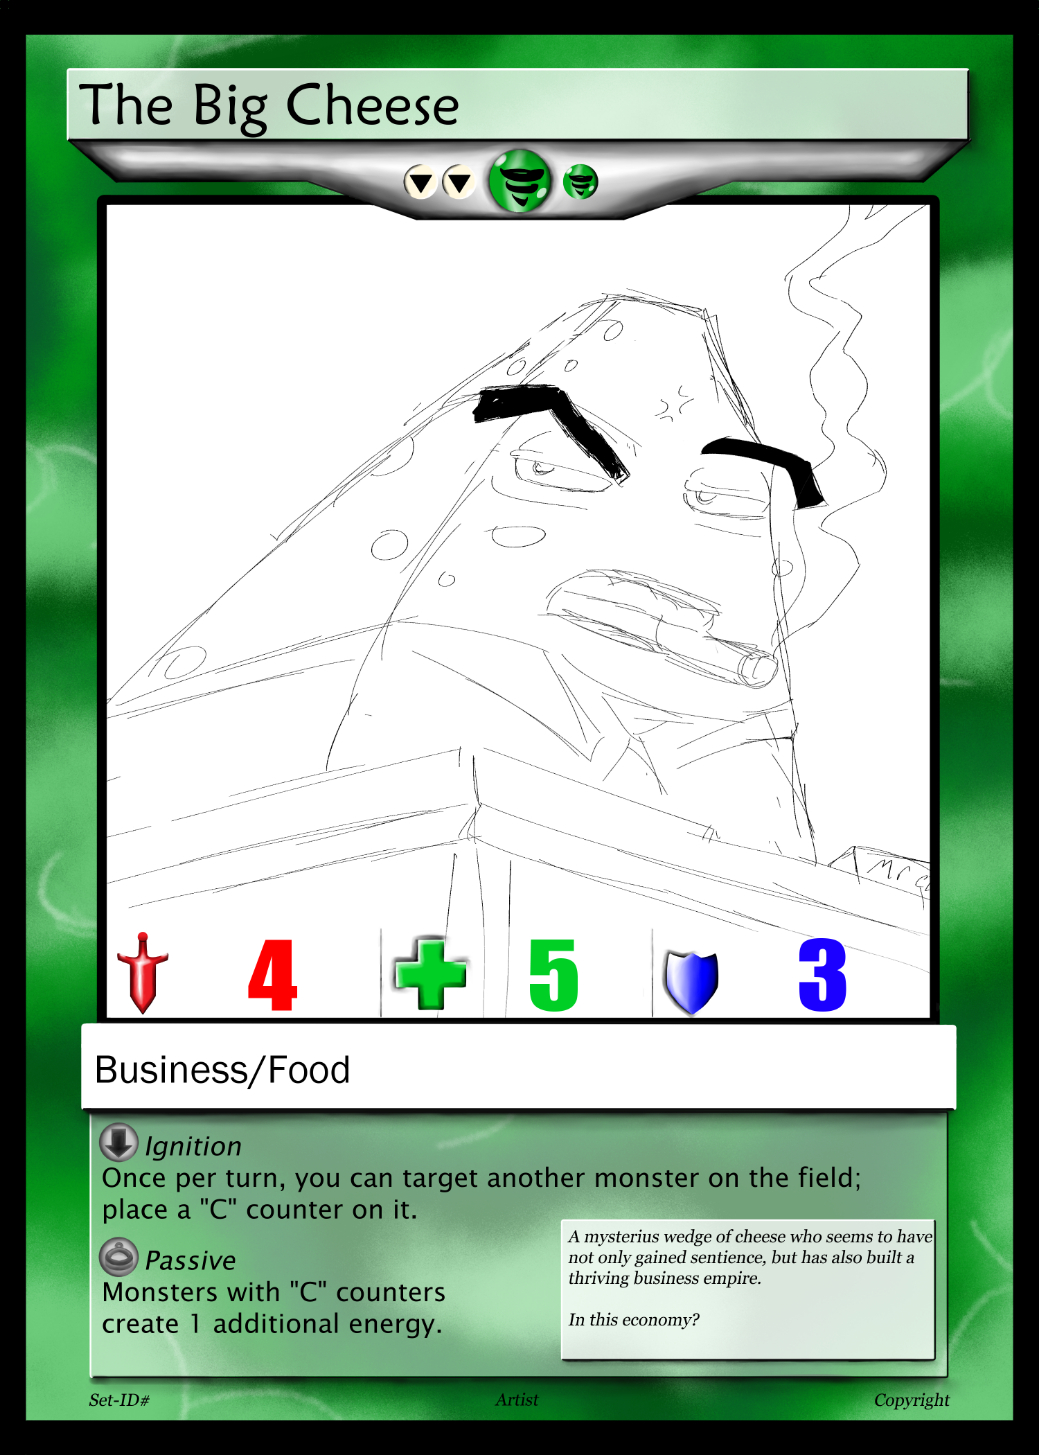 The Big Cheese
Mr
4
5
3
Business/Food
Ignition
Once per turn, you can target another monster on the field;
place a "C" counter on it.
Passive
Monsters with "C" counters
create 1 additional energy.
A mysterius wedge of cheese who seems to have
not only gained sentience, but has also built a
thriving business empire.
In this economy?
Set-ID#
Artist
Copyright